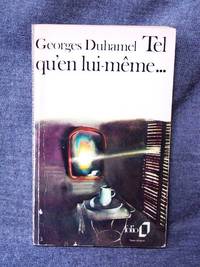 Georges Duhamel Tel
qu'en lui-même...
folio